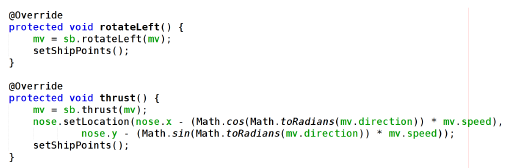 @Override
protected void rotateLeft() {
    mv = sb.rotateLeft(mv);
    setShipPoints();
}

@Override
protected void thrust() {
    mv = sb.thrust(mv);
    nose.setLocation(nose.x - (Math.cos(Math.toRadians(mv.direction)) * mv.speed),
            nose.y - (Math.sin(Math.toRadians(mv.direction)) * mv.speed));
    setShipPoints();
}